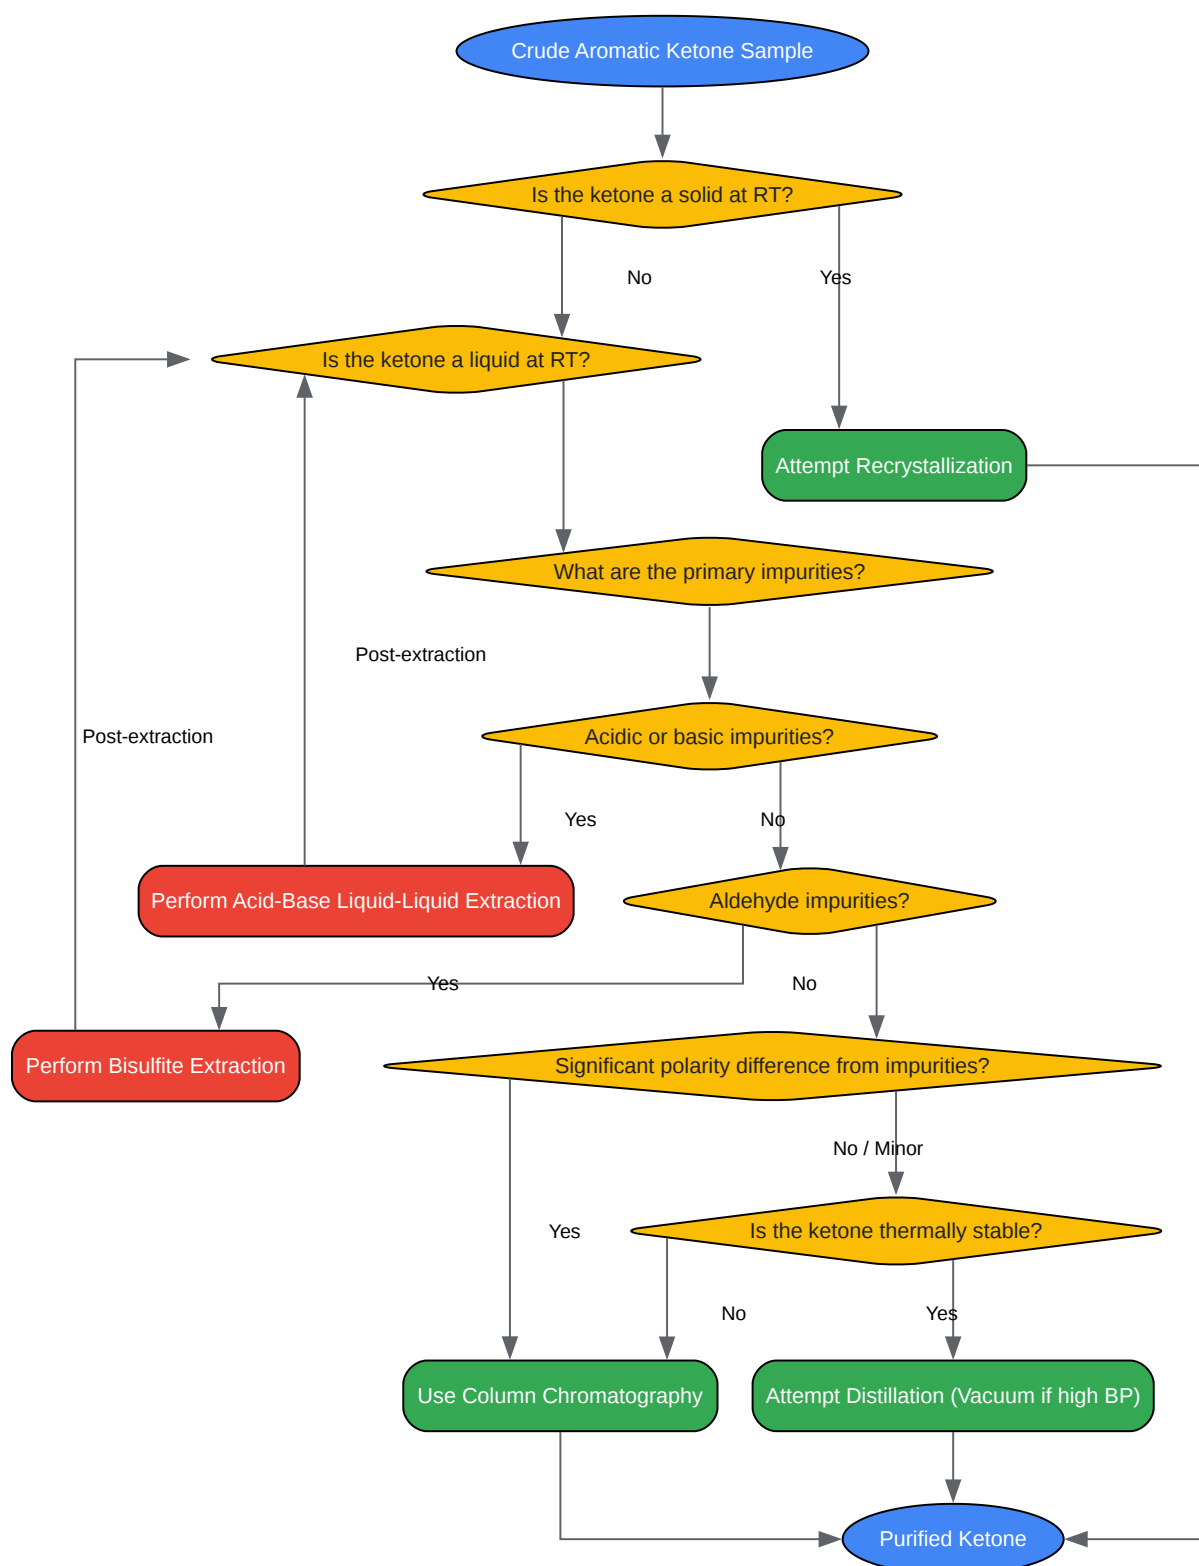 Crude Aromatic Ketone Sample
Is the ketone a solid at RT?
No
Yes
Is the ketone a liquid at RT?
Attempt Recrystallization
What are the primary impurities?
Post-extraction
Post-extraction
Acidic or basic impurities?
Yes
No
Perform Acid-Base Liquid-Liquid Extraction
Aldehyde impurities?
Yes
No
Perform Bisulfite Extraction
Significant polarity difference from impurities?
No / Minor
Yes
Is the ketone thermally stable?
No
Yes
Use Column Chromatography
Attempt Distillation (Vacuum if high BP)
Purified Ketone